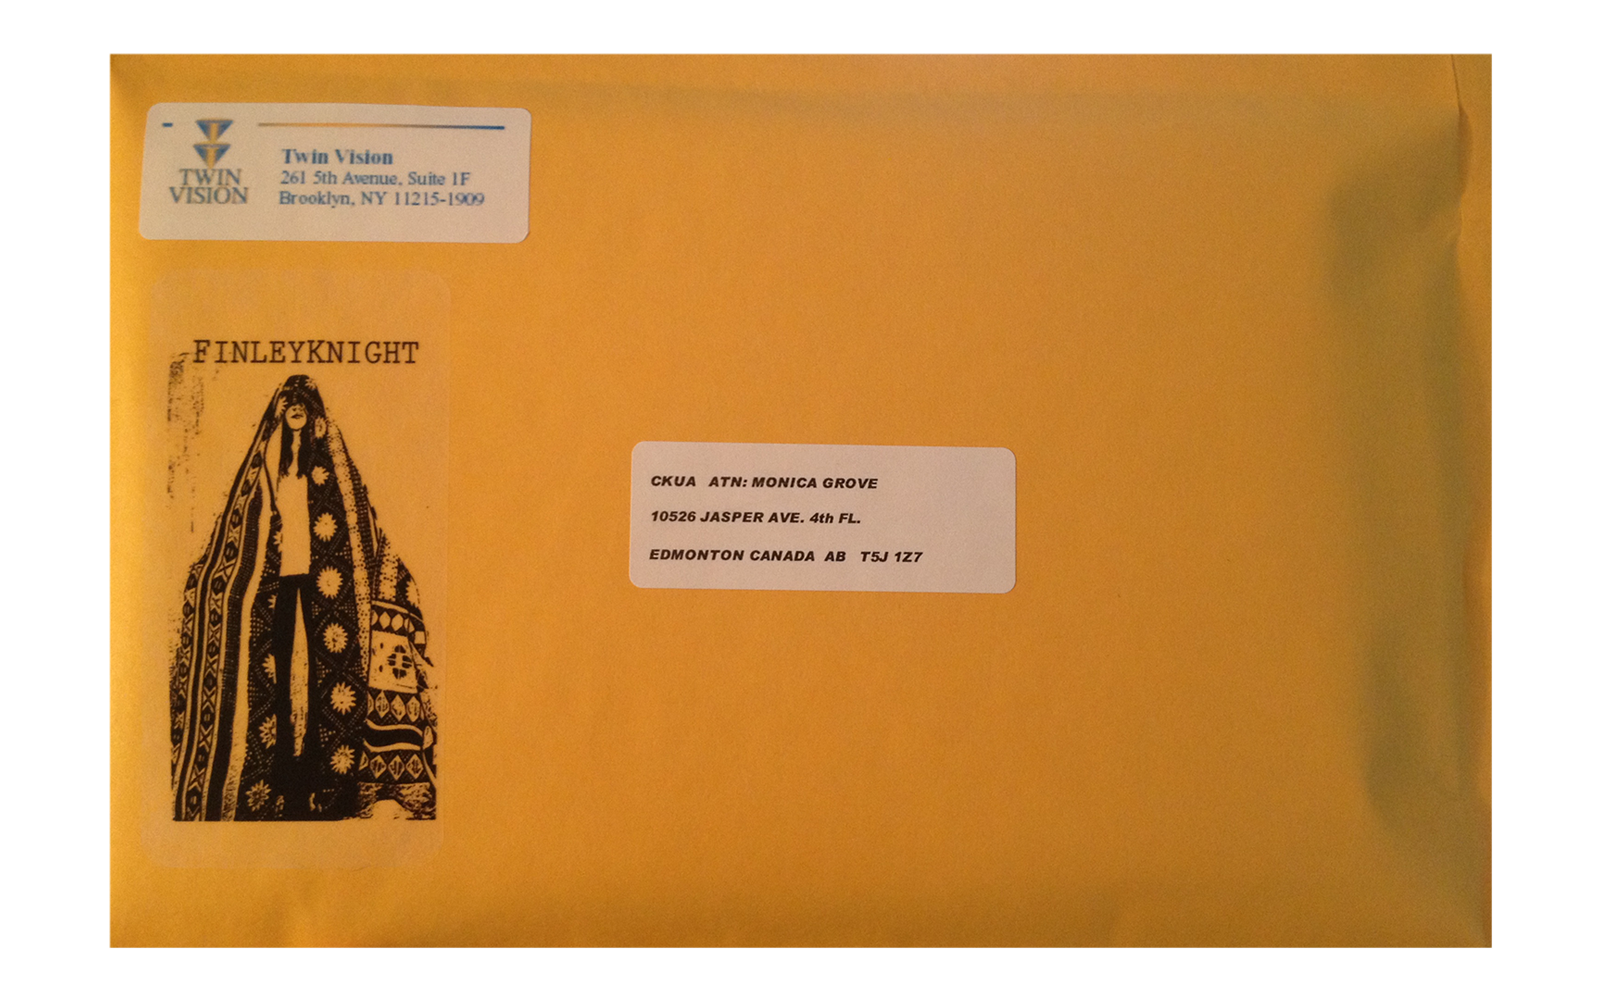 TWIN
VISION
Twin Vision
261 5th Avenue, Suite 1F
Brooklyn, NY 11215-1909
FINLEYKNIGHT
CKUA ATN: MONICA GROVE
10526 JASPER AVE. 4th FL.
EDMONTON CANADA AB T5J 1Z7